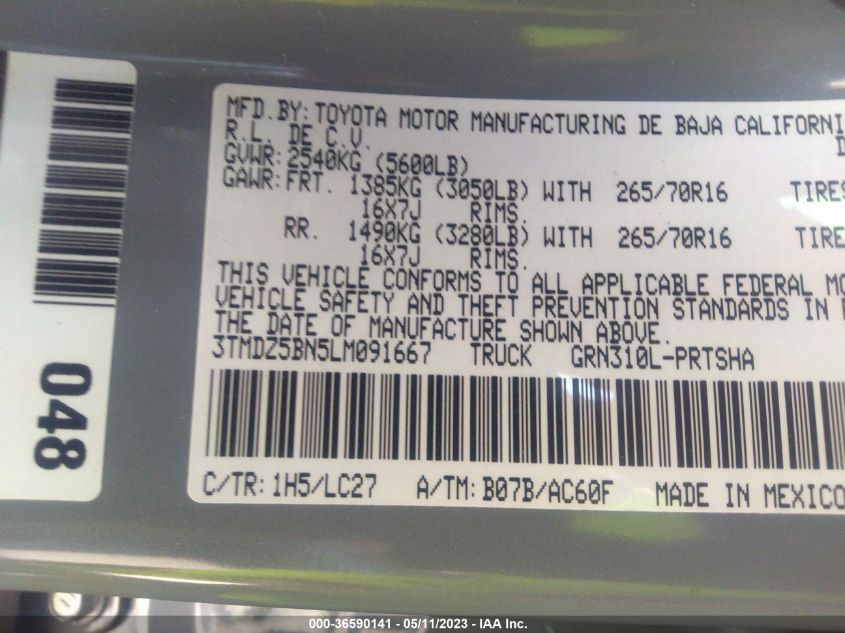 MFD.BY:TOYOTA MOTOR MANUFACTURING DE BAJA CALIFORNI
R.L. DE C.V. D
GVWR:2540KG (5600LB)
GAWR:FRT. 1385KG (3050LB) WITH 265/70R16 TIRES
16X7J RIMS.
RR. 1490KG (3280LB) WITH 265/70R16 TIRE
16X7J RIMS.
THIS VEHICLE CONFORMS TO ALL APPLICABLE FEDERAL MO
VEHICLE SAFETY AND THEFT PREVENTION STANDARDS IN
THE DATE OF MANUFACTURE SHOWN ABOVE.
3TMDZ5BN5LM091667 TRUCK GRN310L-PRTSHA
C/TR:1H5/LC27 A/TM:B07B/AC60F MADE IN MEXICO
048
000-36590141 - 05/11/2023 - IAA Inc.